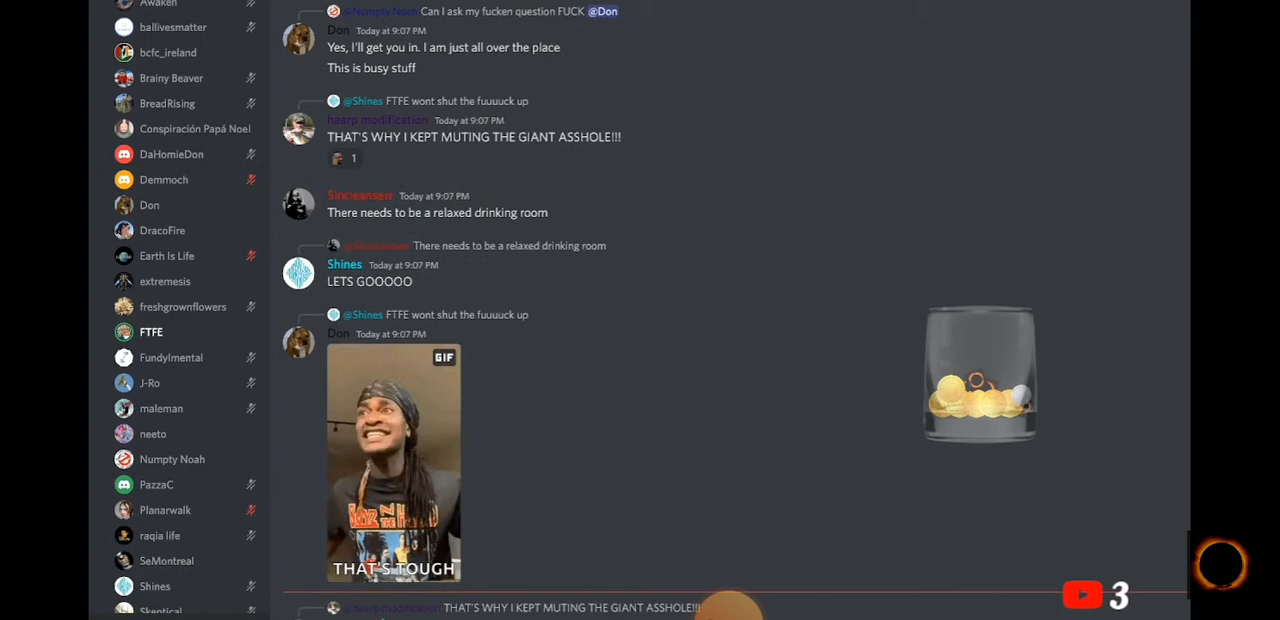 Awaken
ballivesmatter
bcfc_ireland
Brainy Beaver
BreadRising
Conspiración Papá Noel
DaHomieDon
Demmoch
Don
DracoFire
Earth Is Life
extremesis
freshgrownflowers
FTFE
Fundylmental
J-Ro
maleman
neeto
Numpty Noah
PazzaC
Planarwalk
raqia life
SeMontreal
Shines
Skeptical
@Numpty Noah Can I ask my fucken question FUCK @Don
Don Today at 9:07 PM
Yes, I'll get you in. I am just all over the place
This is busy stuff
@Shines FTFE wont shut the fuuuuck up
haarp modification Today at 9:07 PM
THAT'S WHY I KEPT MUTING THE GIANT ASSHOLE!!!
1
Sincleanserr Today at 9:07 PM
There needs to be a relaxed drinking room
@Sincleanserr There needs to be a relaxed drinking room
Shines Today at 9:07 PM
LETS GOOOOO
@Shines FTFE wont shut the fuuuuck up
Don Today at 9:07 PM
GIF
THAT'S TOUGH
3
@haarp modification THAT'S WHY I KEPT MUTING THE GIANT ASSHOLE!!!